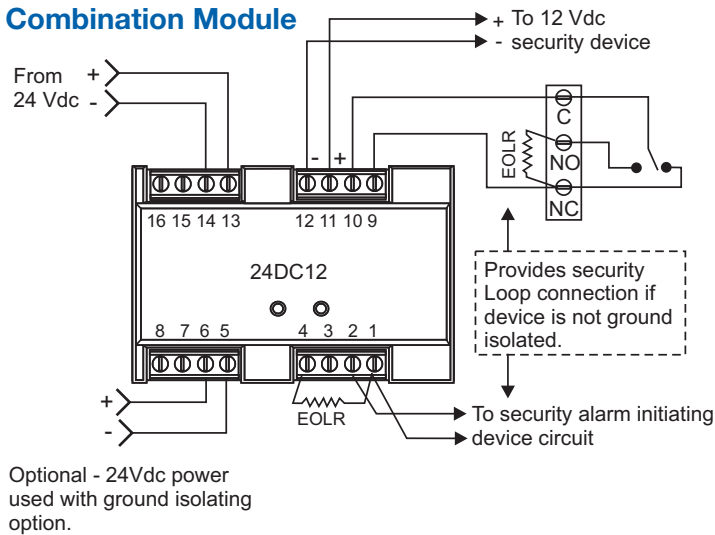 Combination Module
+ To 12 Vdc
- security device
From +
24 Vdc -
C
EOLR
NO
NC
- +
16 15 14 13 12 11 10 9
24DC12
8 7 6 5 4 3 2 1
Provides security
Loop connection if
device is not ground
isolated.
+
-
EOLR
To security alarm initiating
device circuit
Optional - 24Vdc power
used with ground isolating
option.